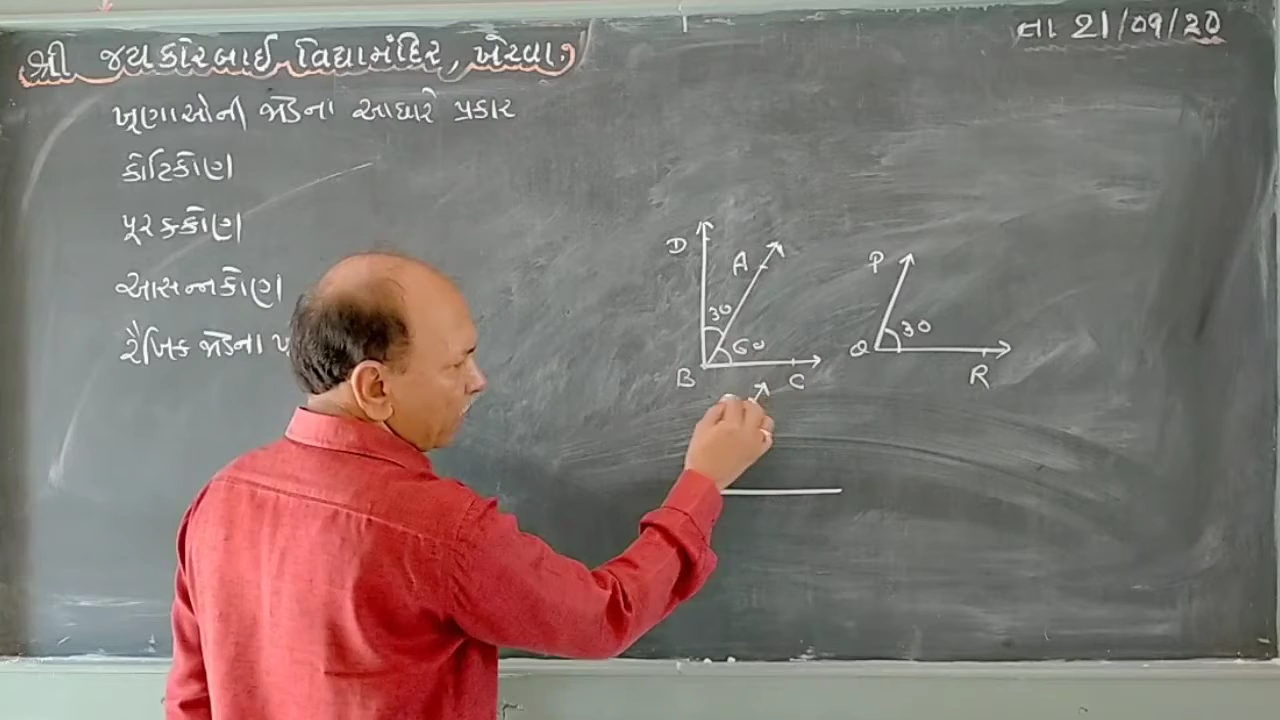 શ્રી જયકોરબાઈ વિદ્યામંદિર, ખેરવા.
તા 21/09/20
ખૂણાઓની જોડના આધારે પ્રકાર
કોટિકોણ
પૂરકકોણ
આસન્નકોણ
રૈખિક જોડના
D
A
30
60
B
C
P
30
Q
R